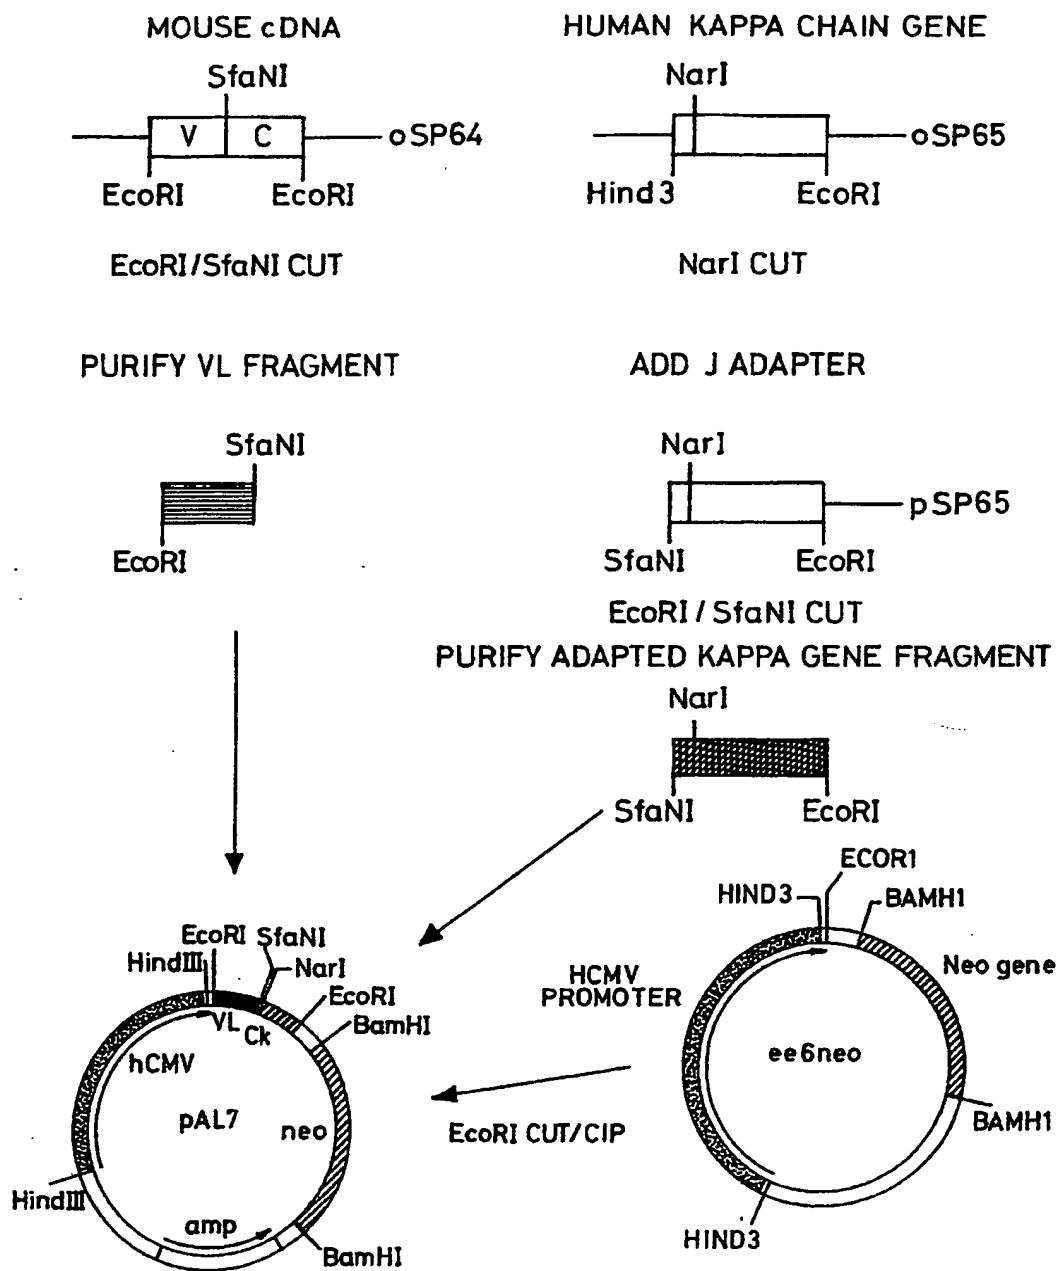 MOUSE cDNA
SfaNI
V
C
oSP64
EcoRI
EcoRI
EcoRI/SfaNI CUT
HUMAN KAPPA CHAIN GENE
NarI
oSP65
Hind3
EcoRI
NarI CUT
PURIFY VL FRAGMENT
SfaNI
EcoRI
ADD J ADAPTER
NarI
pSP65
SfaNI
EcoRI
EcoRI / SfaNI CUT
PURIFY ADAPTED KAPPA GENE FRAGMENT
NarI
SfaNI
EcoRI
EcoRI
SfaNI
HindIII
NarI
EcoRI
BamHI
VL
Ck
hCMV
pAL7
neo
HindIII
amp
BamHI
EcoRI CUT/CIP
ECOR1
HIND3
BAMH1
HCMV
PROMOTER
Neo gene
ee6neo
BAMH1
HIND3